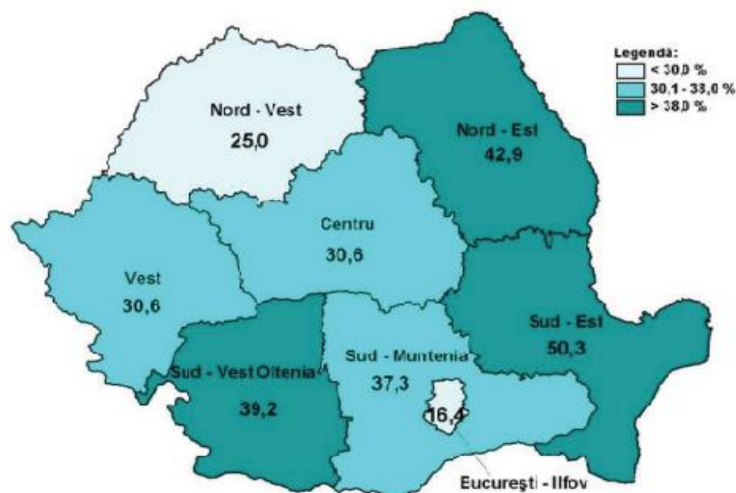 Legendă:
< 30,0 %
30,1 - 38,0 %
> 38,0 %
Nord - Vest
25,0
Nord - Est
42,9
Centru
30,6
Vest
30,6
Sud - Est
50,3
Sud - Vest Oltenia
39,2
Sud - Muntenia
37,3
16,4
Bucureşti - Ilfov